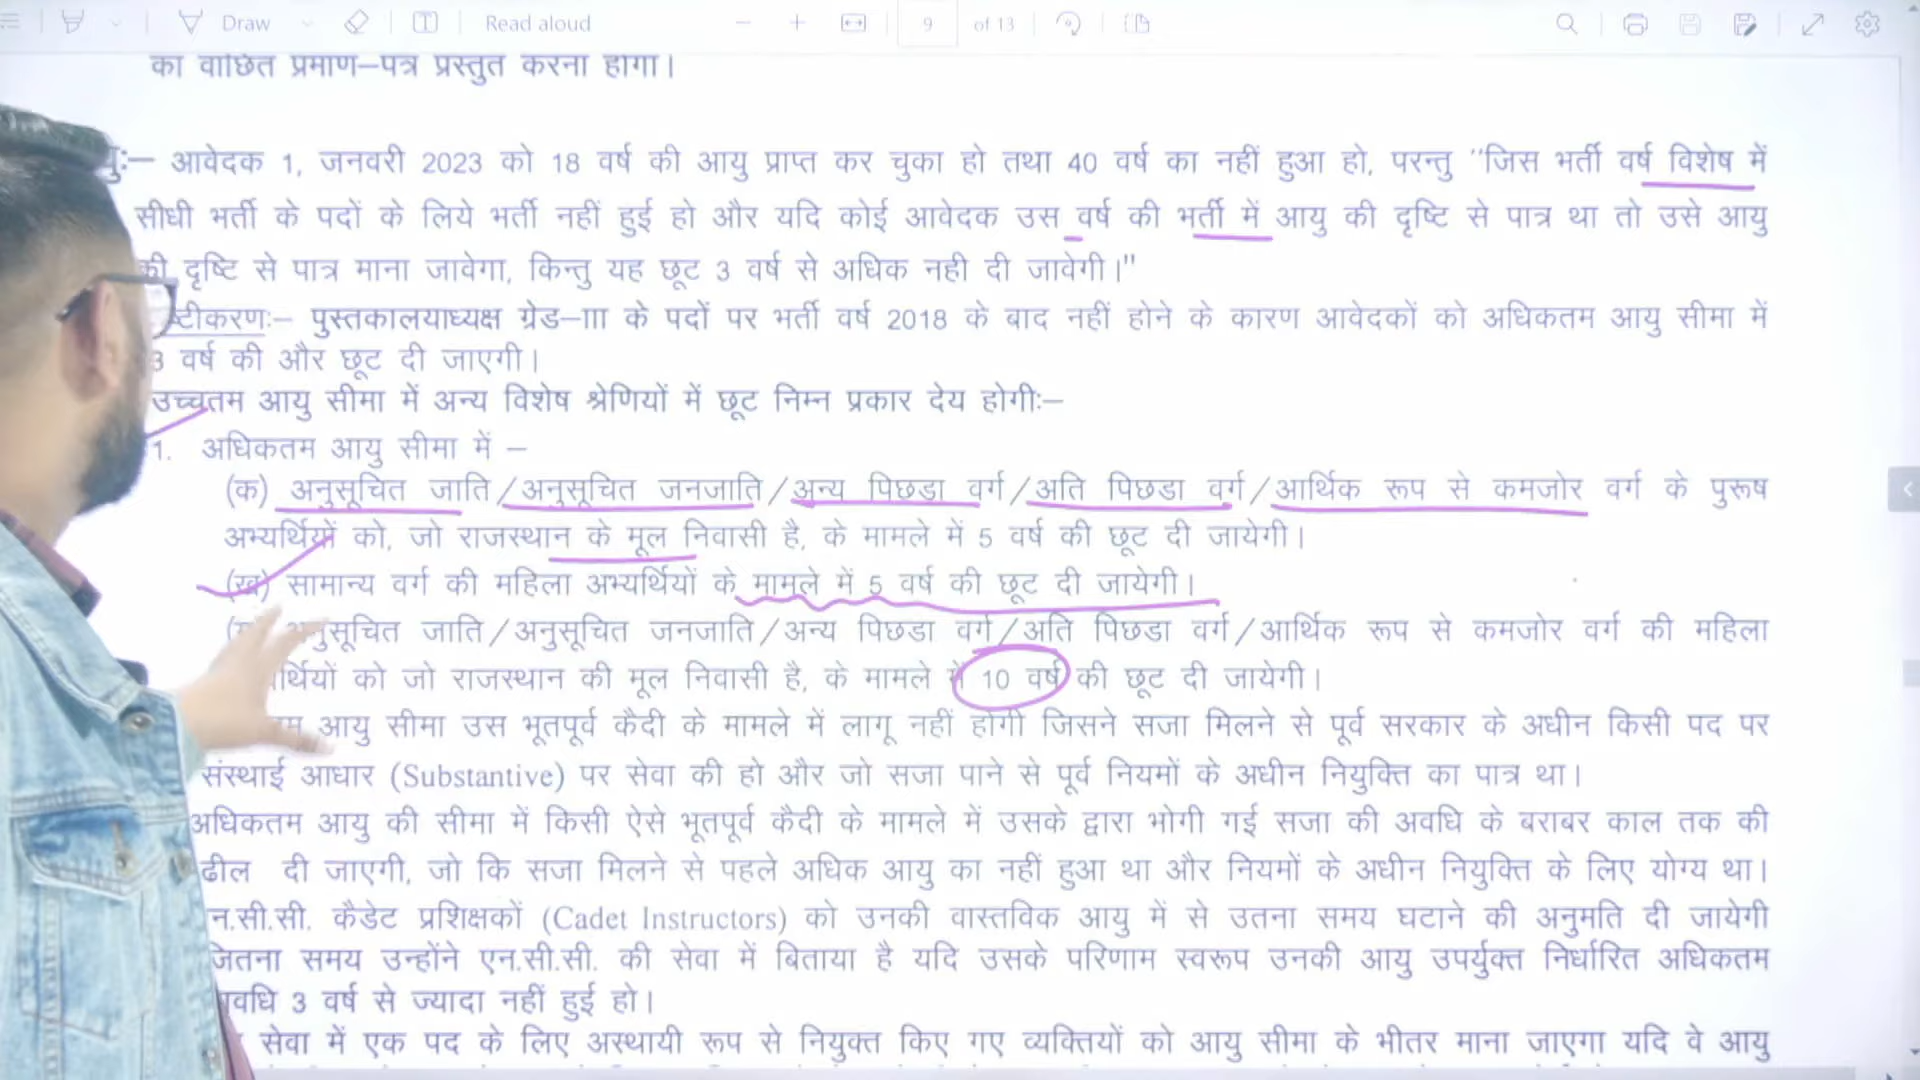 Draw Read aloud 9 of 13
का वांछित प्रमाण–पत्र प्रस्तुत करना होगा।
आवेदक 1, जनवरी 2023 को 18 वर्ष की आयु प्राप्त कर चुका हो तथा 40 वर्ष का नहीं हुआ हो, परन्तु "जिस भर्ती वर्ष विशेष में
सीधी भर्ती के पदों के लिये भर्ती नहीं हुई हो और यदि कोई आवेदक उस वर्ष की भर्ती में आयु की दृष्टि से पात्र था तो उसे आयु
की दृष्टि से पात्र माना जावेगा, किन्तु यह छूट 3 वर्ष से अधिक नही दी जावेगी।"
ष्टीकरणः– पुस्तकालयाध्यक्ष ग्रेड–III के पदों पर भर्ती वर्ष 2018 के बाद नहीं होने के कारण आवेदकों को अधिकतम आयु सीमा में
3 वर्ष की और छूट दी जाएगी।
उच्चतम आयु सीमा में अन्य विशेष श्रेणियों में छूट निम्न प्रकार देय होगीः–
1. अधिकतम आयु सीमा में –
(क) अनुसूचित जाति/अनुसूचित जनजाति/अन्य पिछडा वर्ग/अति पिछडा वर्ग/आर्थिक रूप से कमजोर वर्ग के पुरूष
अभ्यर्थियों को, जो राजस्थान के मूल निवासी है, के मामले में 5 वर्ष की छूट दी जायेगी।
(ख) सामान्य वर्ग की महिला अभ्यर्थियों के मामले में 5 वर्ष की छूट दी जायेगी।
नुसूचित जाति/अनुसूचित जनजाति/अन्य पिछडा वर्ग/अति पिछडा वर्ग/आर्थिक रूप से कमजोर वर्ग की महिला
र्थियों को जो राजस्थान की मूल निवासी है, के मामले में 10 वर्ष की छूट दी जायेगी।
आयु सीमा उस भूतपूर्व कैदी के मामले में लागू नहीं होगी जिसने सजा मिलने से पूर्व सरकार के अधीन किसी पद पर
संस्थाई आधार (Substantive) पर सेवा की हो और जो सजा पाने से पूर्व नियमों के अधीन नियुक्ति का पात्र था।
अधिकतम आयु की सीमा में किसी ऐसे भूतपूर्व कैदी के मामले में उसके द्वारा भोगी गई सजा की अवधि के बराबर काल तक की
ढील दी जाएगी, जो कि सजा मिलने से पहले अधिक आयु का नहीं हुआ था और नियमों के अधीन नियुक्ति के लिए योग्य था।
न.सी.सी. कैडेट प्रशिक्षकों (Cadet Instructors) को उनकी वास्तविक आयु में से उतना समय घटाने की अनुमति दी जायेगी
जितना समय उन्होंने एन.सी.सी. की सेवा में बिताया है यदि उसके परिणाम स्वरूप उनकी आयु उपर्युक्त निर्धारित अधिकतम
वधि 3 वर्ष से ज्यादा नहीं हुई हो।
सेवा में एक पद के लिए अस्थायी रूप से नियुक्त किए गए व्यक्तियों को आयु सीमा के भीतर माना जाएगा यदि वे आयु